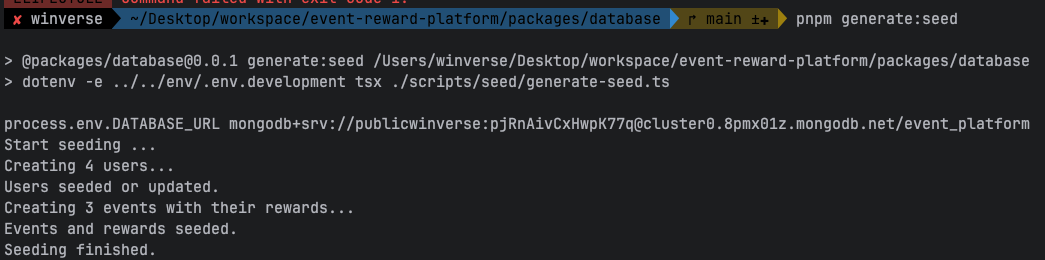 ELIFECYCLE Command failed with exit code 1.
✘ winverse ~/Desktop/workspace/event-reward-platform/packages/database main ±✚ pnpm generate:seed
> @packages/database@0.0.1 generate:seed /Users/winverse/Desktop/workspace/event-reward-platform/packages/database
> dotenv -e ../../env/.env.development tsx ./scripts/seed/generate-seed.ts
process.env.DATABASE_URL mongodb+srv://publicwinverse:pjRnAivCxHwpK77q@cluster0.8pmx01z.mongodb.net/event_platform
Start seeding ...
Creating 4 users...
Users seeded or updated.
Creating 3 events with their rewards...
Events and rewards seeded.
Seeding finished.